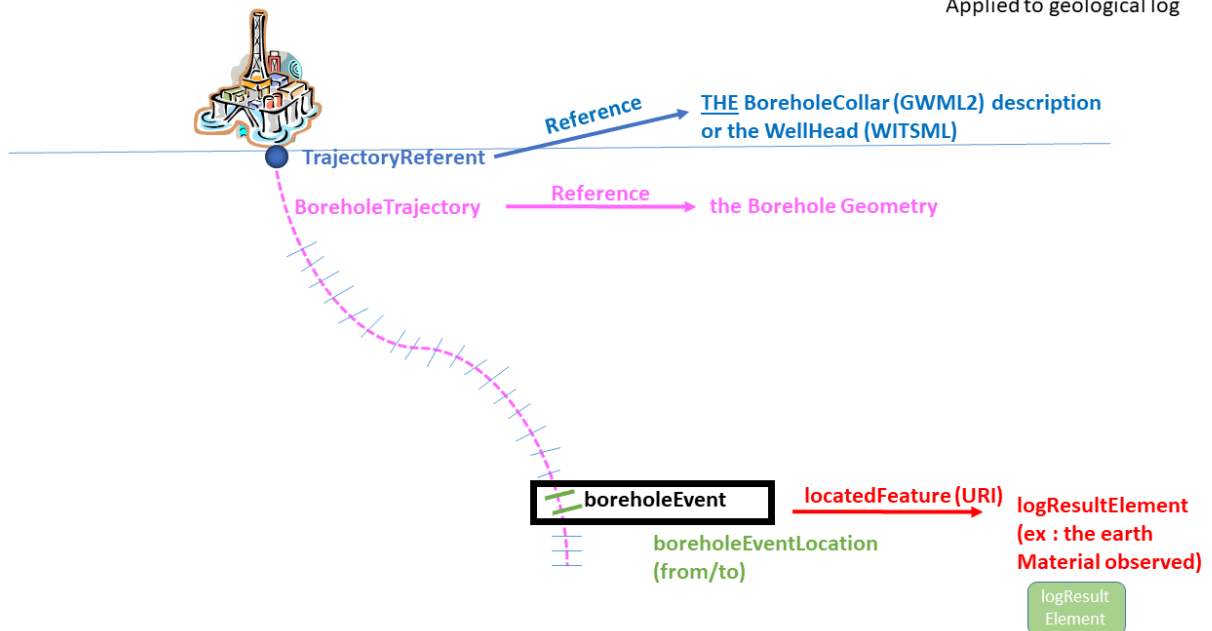 Applied to geological log
Reference
THE BoreholeCollar (GWML2) description
or the WellHead (WITSML)
TrajectoryReferent
BoreholeTrajectory
Reference
the Borehole Geometry
boreholeEvent
locatedFeature (URI)
logResultElement
(ex : the earth
Material observed)
boreholeEventLocation
(from/to)
logResult
Element